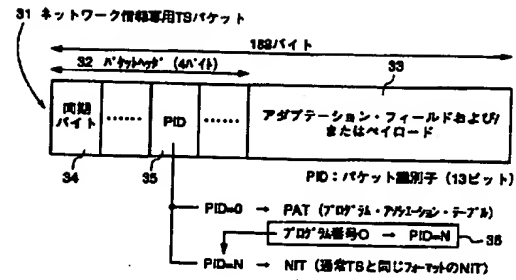 31 ネットワーク情報専用TSパケット
188バイト
32 パケットヘッダ (4バイト)
33
同期バイト
……
PID
……
アダプテーション・フィールドおよび/
またはペイロード
34
35
PID:パケット識別子 (13ビット)
PID=0 → PAT (プログラム・アソシエーション・テーブル)
プログラム番号0 → PID=N
36
PID=N → NIT (通常TSと同じフォーマットのNIT)